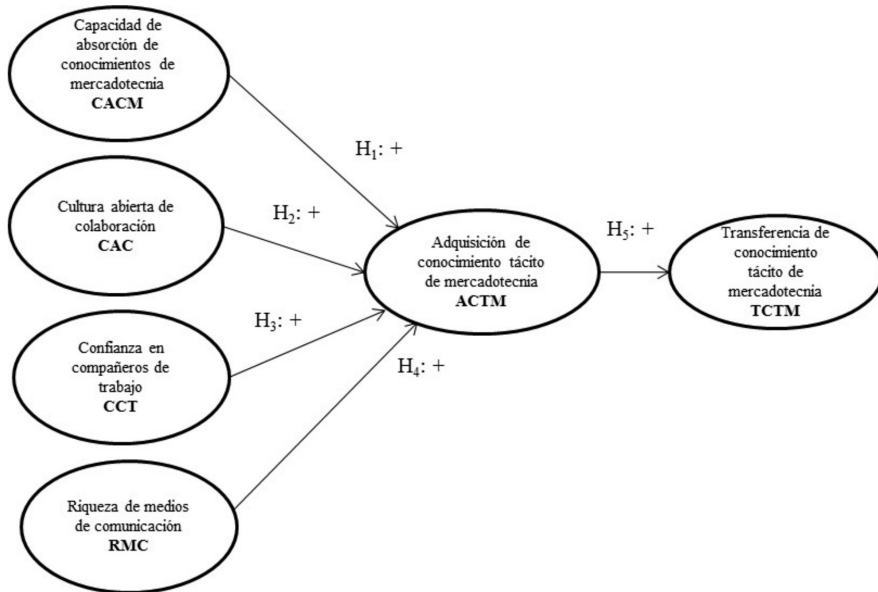 Capacidad de
absorción de
conocimientos de
mercadotecnia
CACM
H₁: +
Cultura abierta de
colaboración
CAC
H₂: +
Confianza en
compañeros de
trabajo
CCT
H₃: +
Riqueza de medios
de comunicación
RMC
H₄: +
Adquisición de
conocimiento tácito
de mercadotecnia
ACTM
H₅: +
Transferencia de
conocimiento
tácito de
mercadotecnia
TCTM